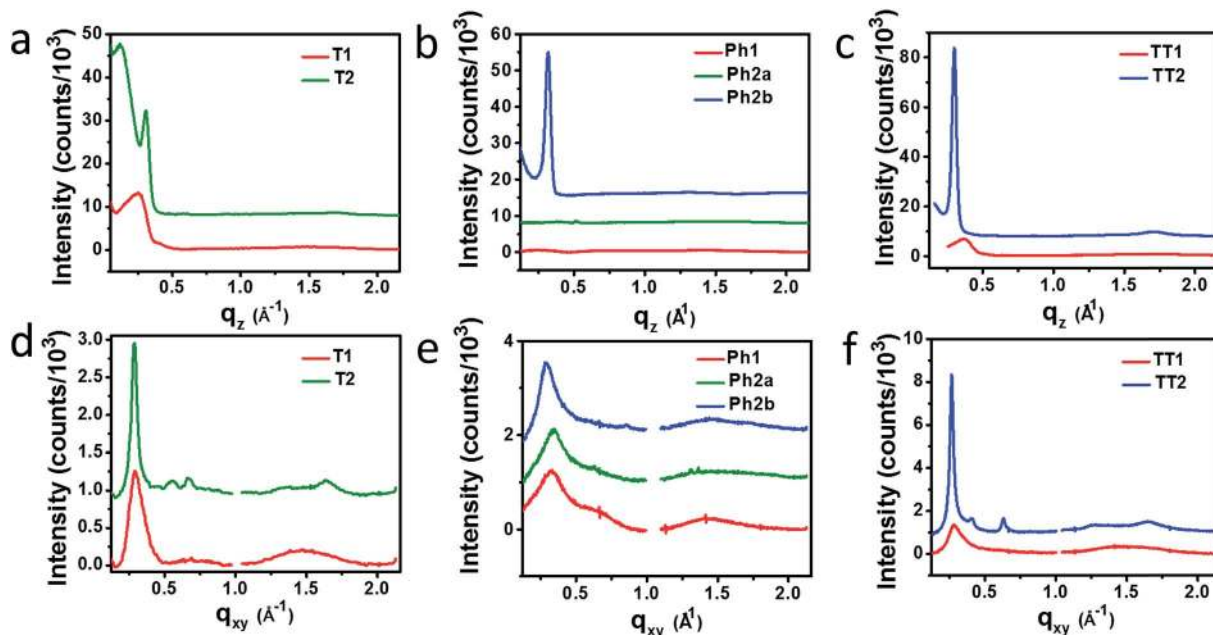 a
Intensity (counts/10³)
50
40
30
20
10
0
T1
T2
0.5
1.0
1.5
2.0
q_z (Å⁻¹)
b
Intensity (counts/10³)
60
50
40
30
20
10
0
Ph1
Ph2a
Ph2b
0.5
1.0
1.5
2.0
q_z (Å¹)
c
Intensity (counts/10³)
80
60
40
20
0
TT1
TT2
0.5
1.0
1.5
2.0
q_z (Å⁻¹)
d
Intensity (counts/10³)
3.0
2.5
2.0
1.5
1.0
0.5
0.0
T1
T2
0.5
1.0
1.5
2.0
q_xy (Å⁻¹)
e
Intensity (counts/10³)
4
2
0
Ph1
Ph2a
Ph2b
0.5
1.0
1.5
2.0
q_xy (Å¹)
f
Intensity (counts/10³)
10
8
6
4
2
0
TT1
TT2
0.5
1.0
1.5
2.0
q_xy (Å⁻¹)